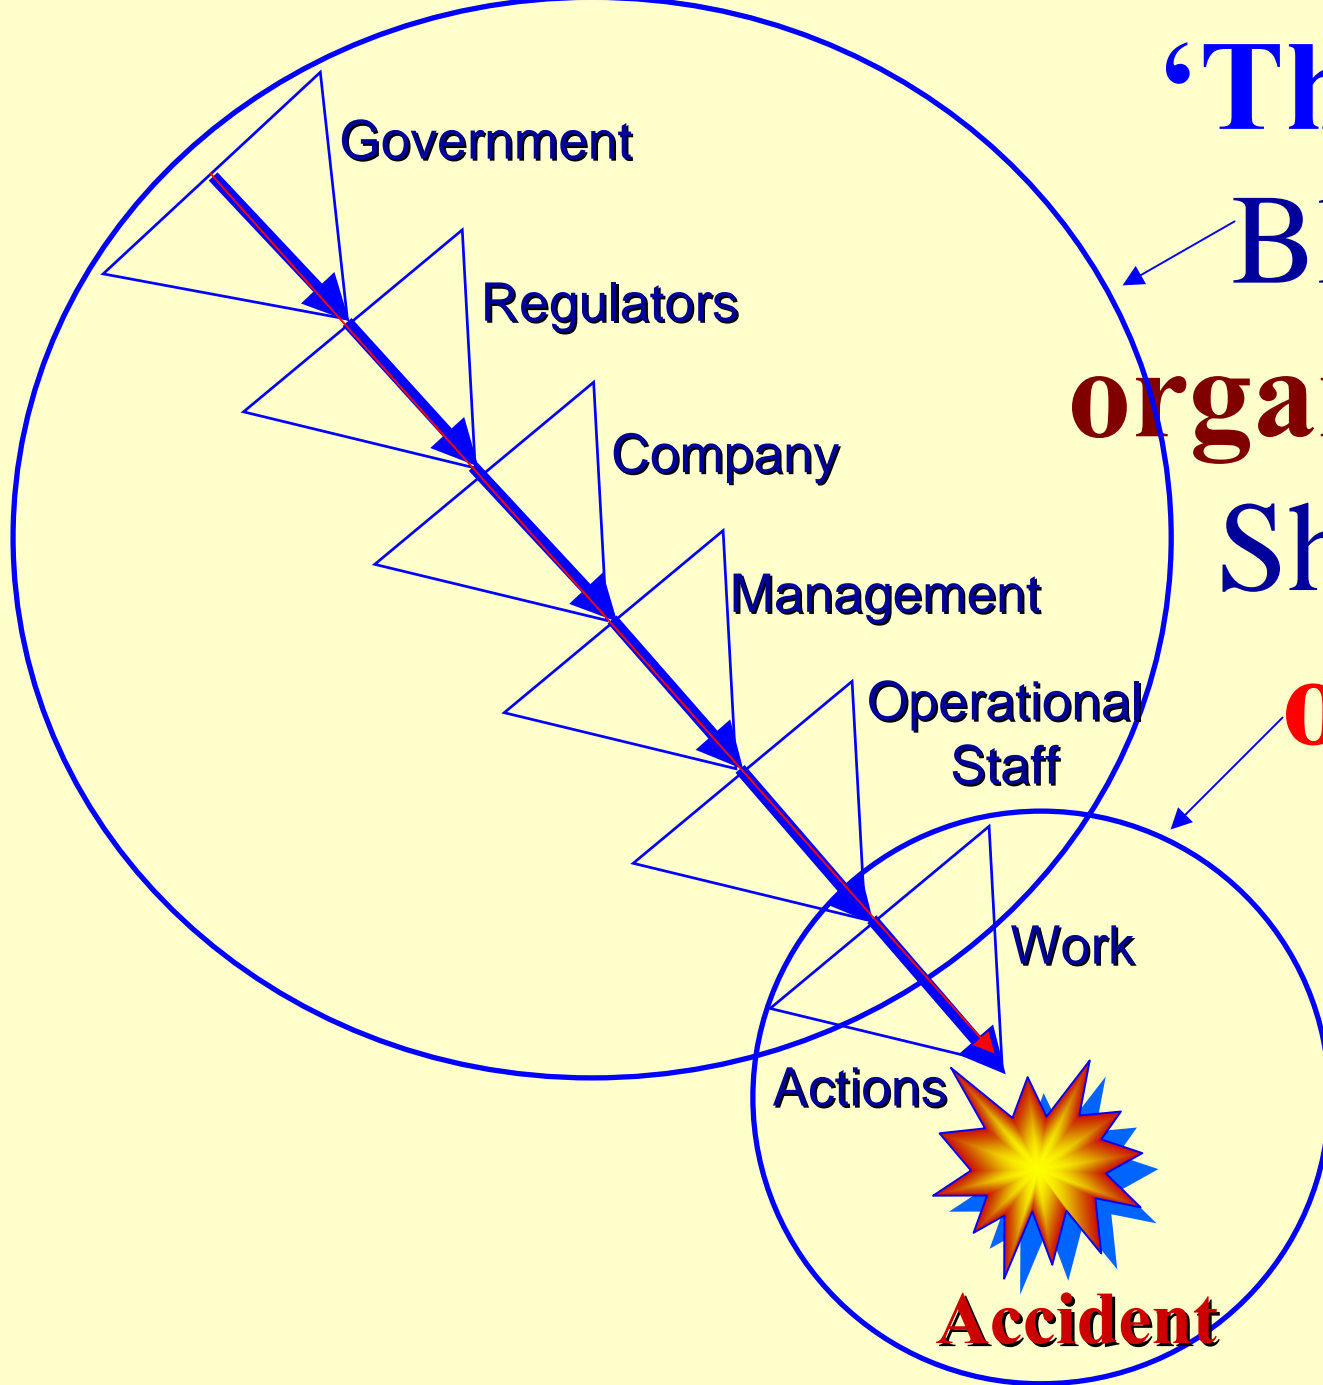 ‘Th
Government
Bl
Regulators
orga
Company
Sh
Management
Operational
Staff
o
Work
Actions
Accident